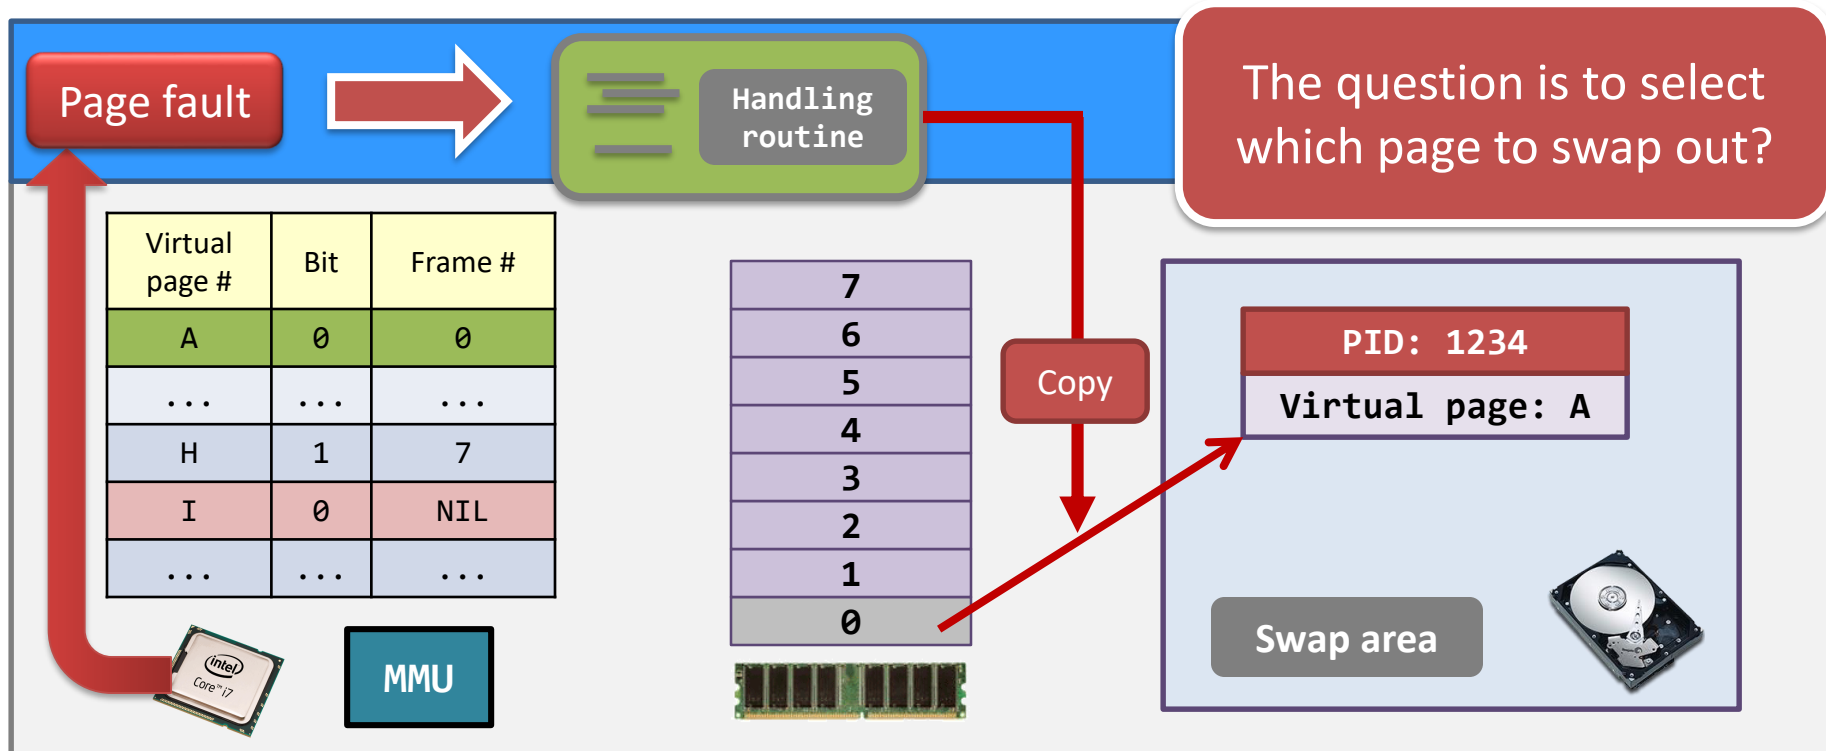 Page fault
Handling
routine
The question is to select
which page to swap out?
Virtual
page #
Bit
Frame #
A 0 0
... ... ...
H 1 7
I 0 NIL
... ... ...
7
6
5
4
3
2
1
0
Copy
PID: 1234
Virtual page: A
Swap area
MMU
intel
Core™ i7